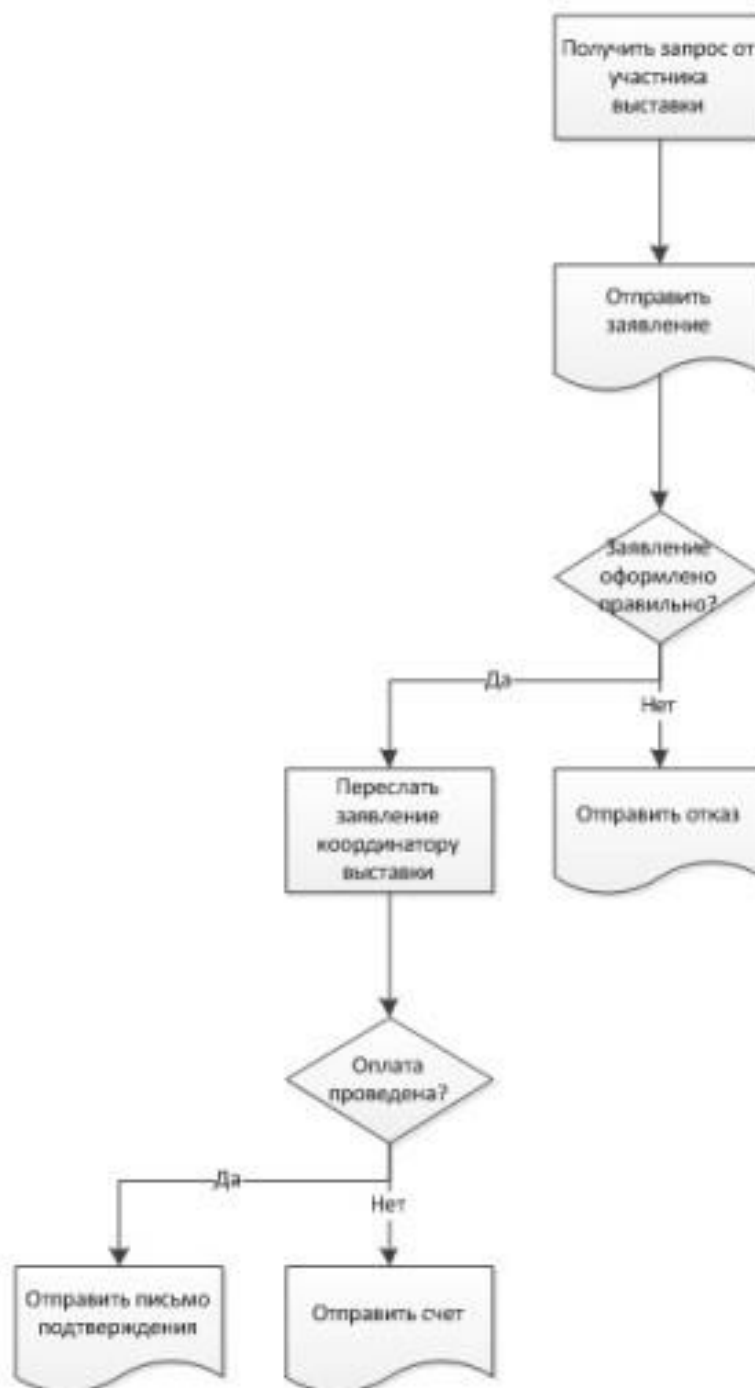 Получить запрос от
участника
выставки
Отправить
заявление
Заявление
оформлено
правильно?
Да
Нет
Переслать
заявление
координатору
выставки
Отправить отказ
Оплата
проведена?
Да
Нет
Отправить письмо
подтверждения
Отправить счет